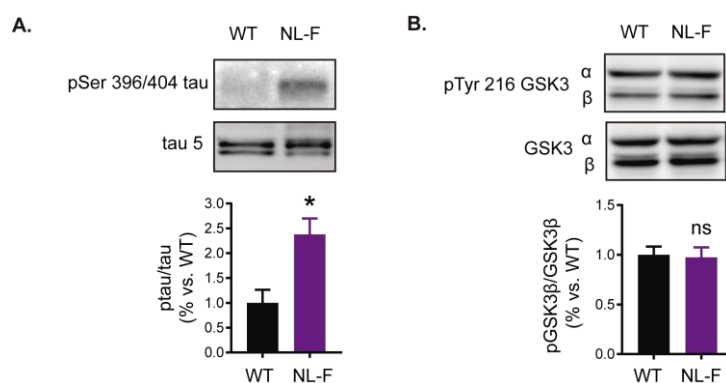 A.
WT NL-F
pSer 396/404 tau
tau 5
*
ptau/tau
(% vs. WT)
3.0
2.5
2.0
1.5
1.0
0.5
0.0
WT NL-F
B.
WT NL-F
pTyr 216 GSK3
α
β
GSK3
α
β
ns
pGSK3β/GSK3β
(% vs. WT)
1.5
1.0
0.5
0.0
WT NL-F